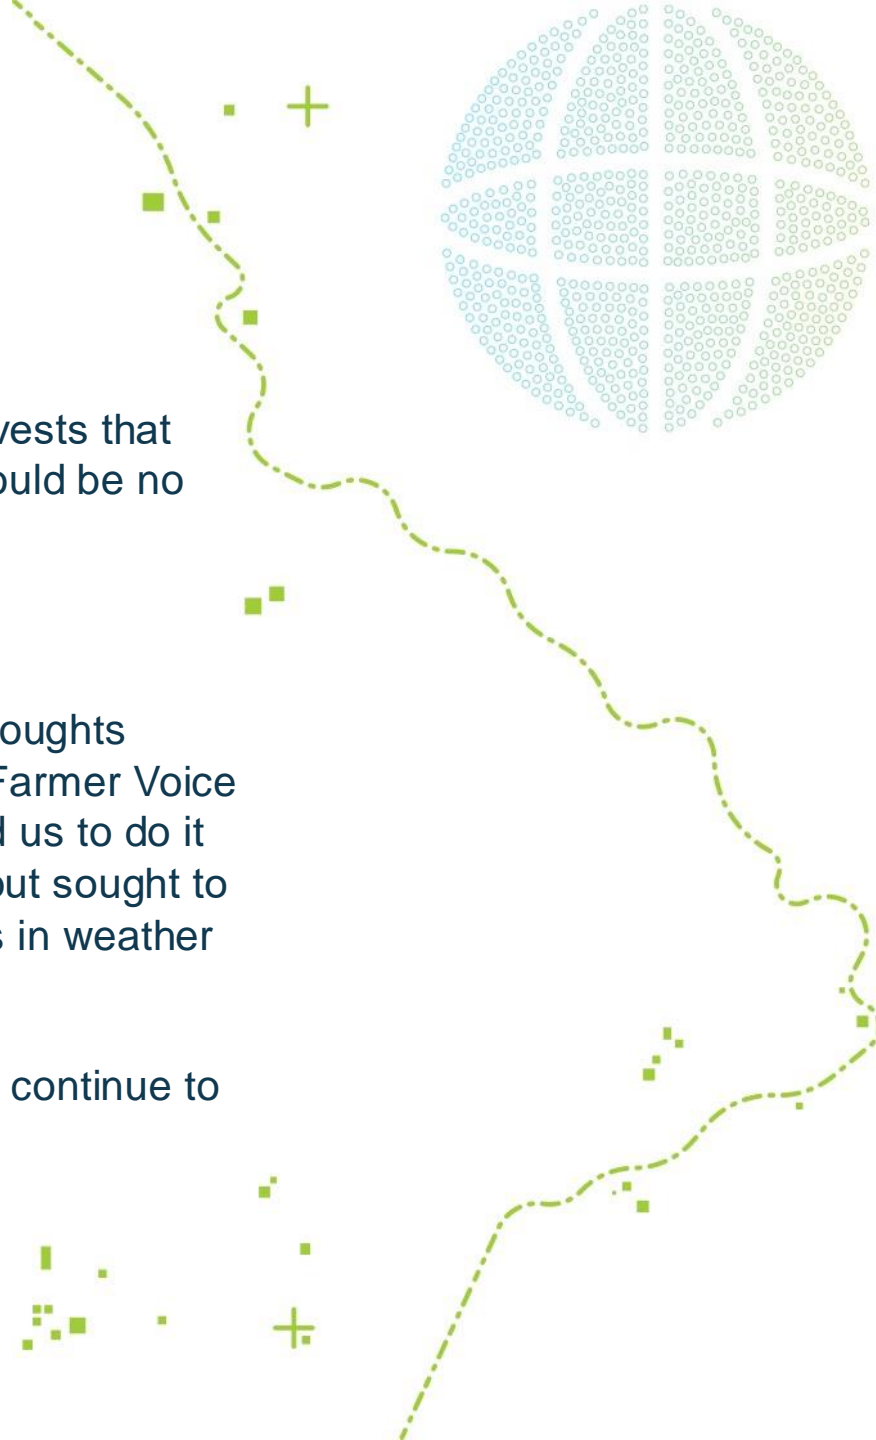 vests that
ould be no
oughts
Farmer Voice
d us to do it
out sought to
s in weather
continue to